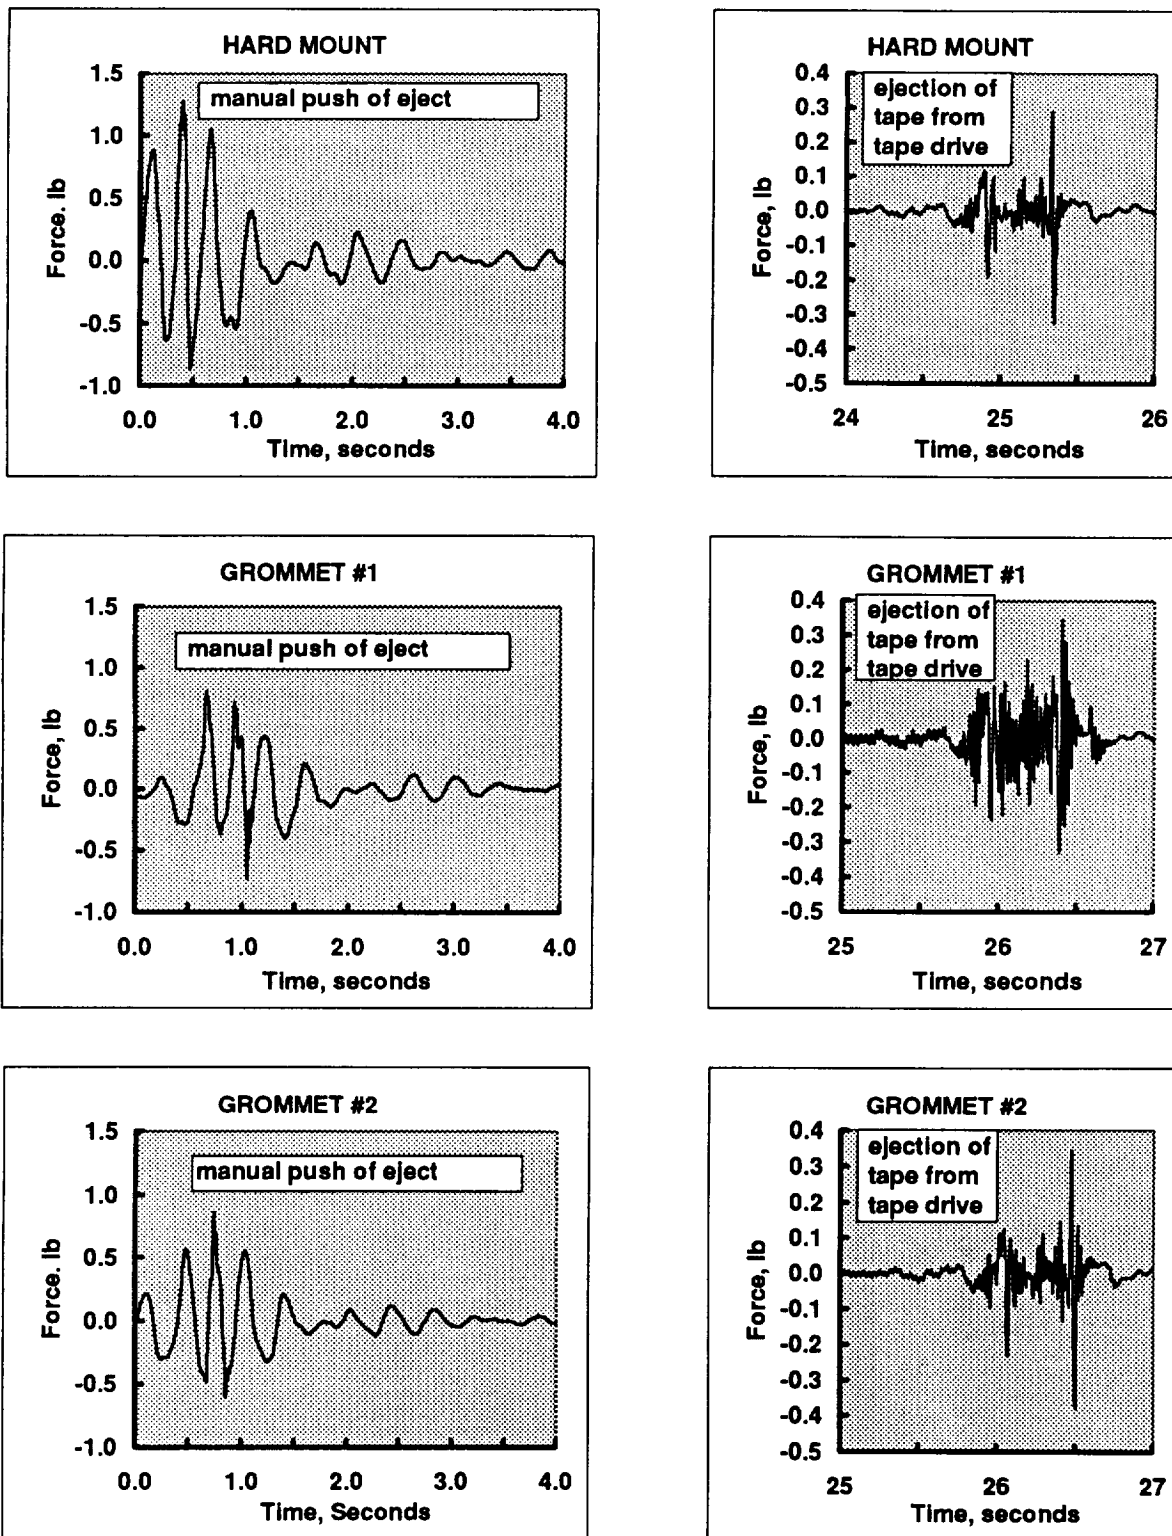 HARD MOUNT
manual push of eject
1.5
1.0
0.5
0.0
-0.5
-1.0
Force. lb
0.0 1.0 2.0 3.0 4.0
Time, seconds
HARD MOUNT
ejection of
tape from
tape drive
0.4
0.3
0.2
0.1
0.0
-0.1
-0.2
-0.3
-0.4
-0.5
Force, lb
24 25 26
Time, seconds
GROMMET #1
manual push of eject
1.5
1.0
0.5
0.0
-0.5
-1.0
Force, lb
0.0 1.0 2.0 3.0 4.0
Time, seconds
GROMMET #1
ejection of
tape from
tape drive
0.4
0.3
0.2
0.1
0.0
-0.1
-0.2
-0.3
-0.4
-0.5
Force, lb
25 26 27
Time, seconds
GROMMET #2
manual push of eject
1.5
1.0
0.5
0.0
-0.5
-1.0
Force. lb
0.0 1.0 2.0 3.0 4.0
Time, Seconds
GROMMET #2
ejection of
tape from
tape drive
0.4
0.3
0.2
0.1
0.0
-0.1
-0.2
-0.3
-0.4
-0.5
Force, lb
25 26 27
Time, seconds